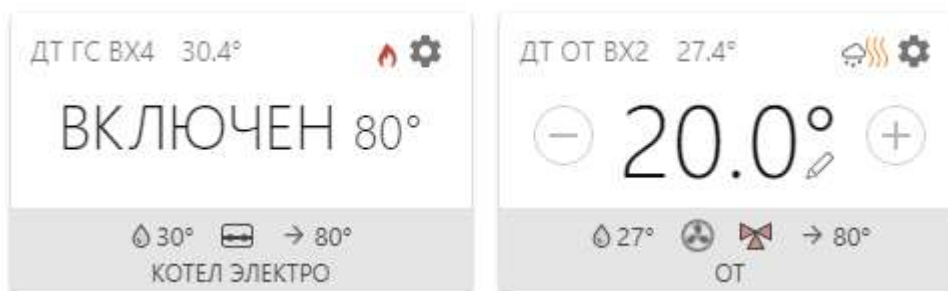 ДТ ГС ВХ4 30.4°
ВКЛЮЧЕН 80°
30° → 80°
КОТЕЛ ЭЛЕКТРО
ДТ ОТ ВХ2 27.4°
20.0°
27° → 80°
ОТ